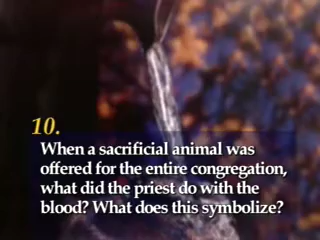 10.
When a sacrificial animal was
offered for the entire congregation,
what did the priest do with the
blood? What does this symbolize?